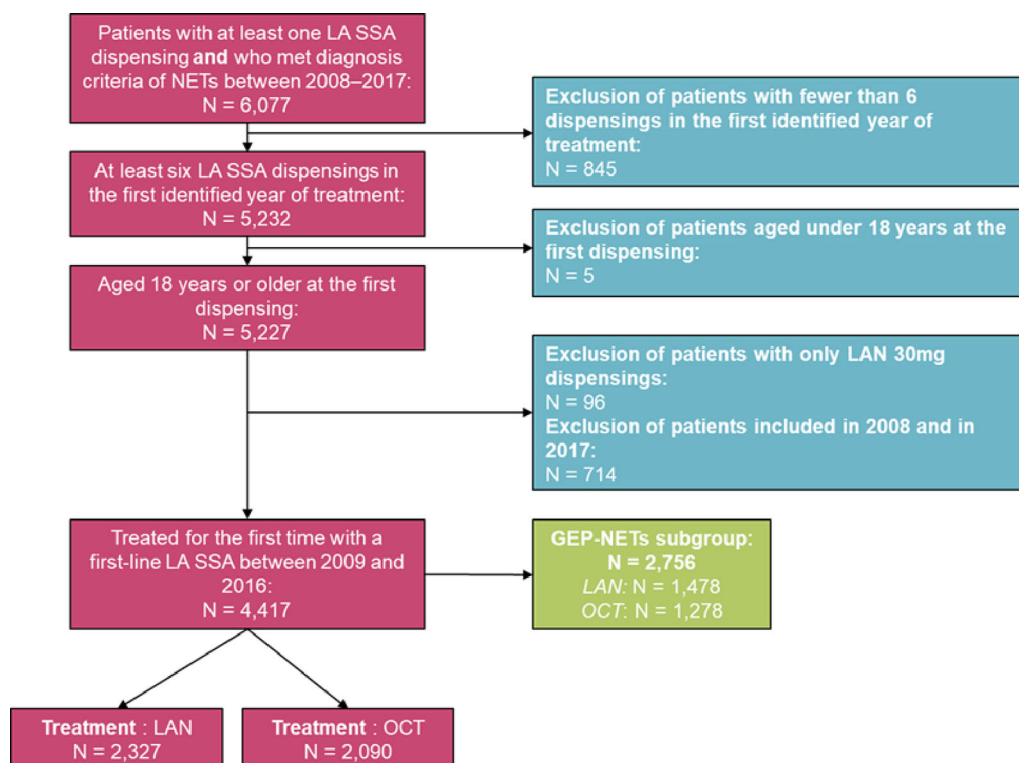 Patients with at least one LA SSA
dispensing and who met diagnosis
criteria of NETs between 2008–2017:
N = 6,077
Exclusion of patients with fewer than 6
dispensings in the first identified year of
treatment:
N = 845
At least six LA SSA dispensings in
the first identified year of treatment:
N = 5,232
Exclusion of patients aged under 18 years at the
first dispensing:
N = 5
Aged 18 years or older at the first
dispensing:
N = 5,227
Exclusion of patients with only LAN 30mg
dispensings:
N = 96
Exclusion of patients included in 2008 and in
2017:
N = 714
Treated for the first time with a
first-line LA SSA between 2009 and
2016:
N = 4,417
GEP-NETs subgroup:
N = 2,756
LAN: N = 1,478
OCT: N = 1,278
Treatment : LAN
N = 2,327
Treatment : OCT
N = 2,090